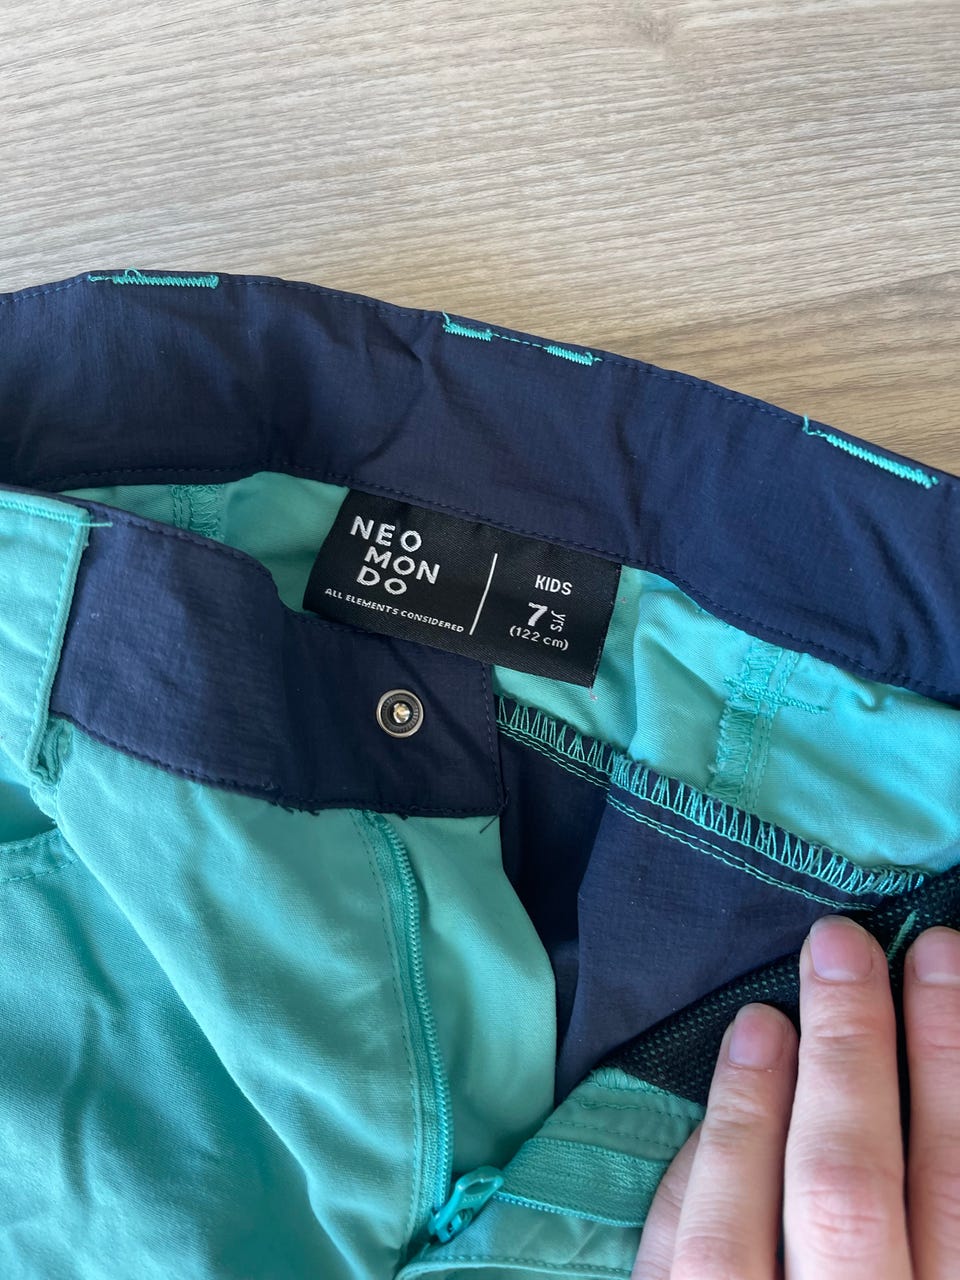 NEO
MON
DO
ALL ELEMENTS CONSIDERED
KIDS
7 yrs
(122 cm)